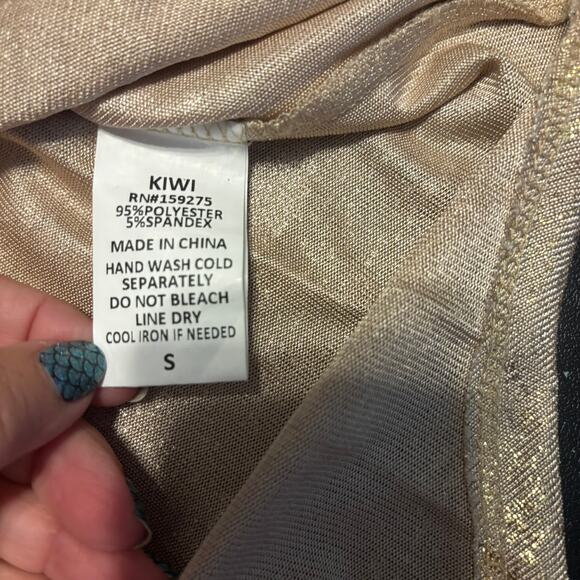 KIWI
RN#159275
95%POLYESTER
5%SPANDEX
MADE IN CHINA
HAND WASH COLD
SEPARATELY
DO NOT BLEACH
LINE DRY
COOL IRON IF NEEDED
S